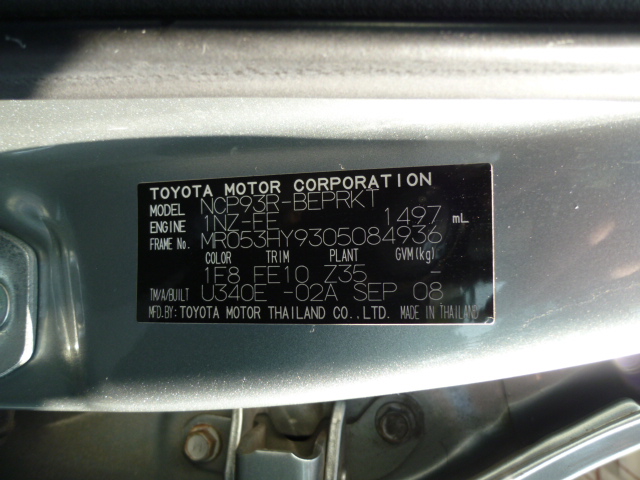 TOYOTA MOTOR CORPORATION
MODEL NCP93R-BEPRKT
ENGINE 1NZ-FE 1497 mL
FRAME No. MR053HY9305084936
COLOR TRIM PLANT GVM(kg)
1F8 FE10 Z35 -
TM/A/BUILT U340E -02A SEP 08
MFD.BY: TOYOTA MOTOR THAILAND CO.,LTD. MADE IN THAILAND